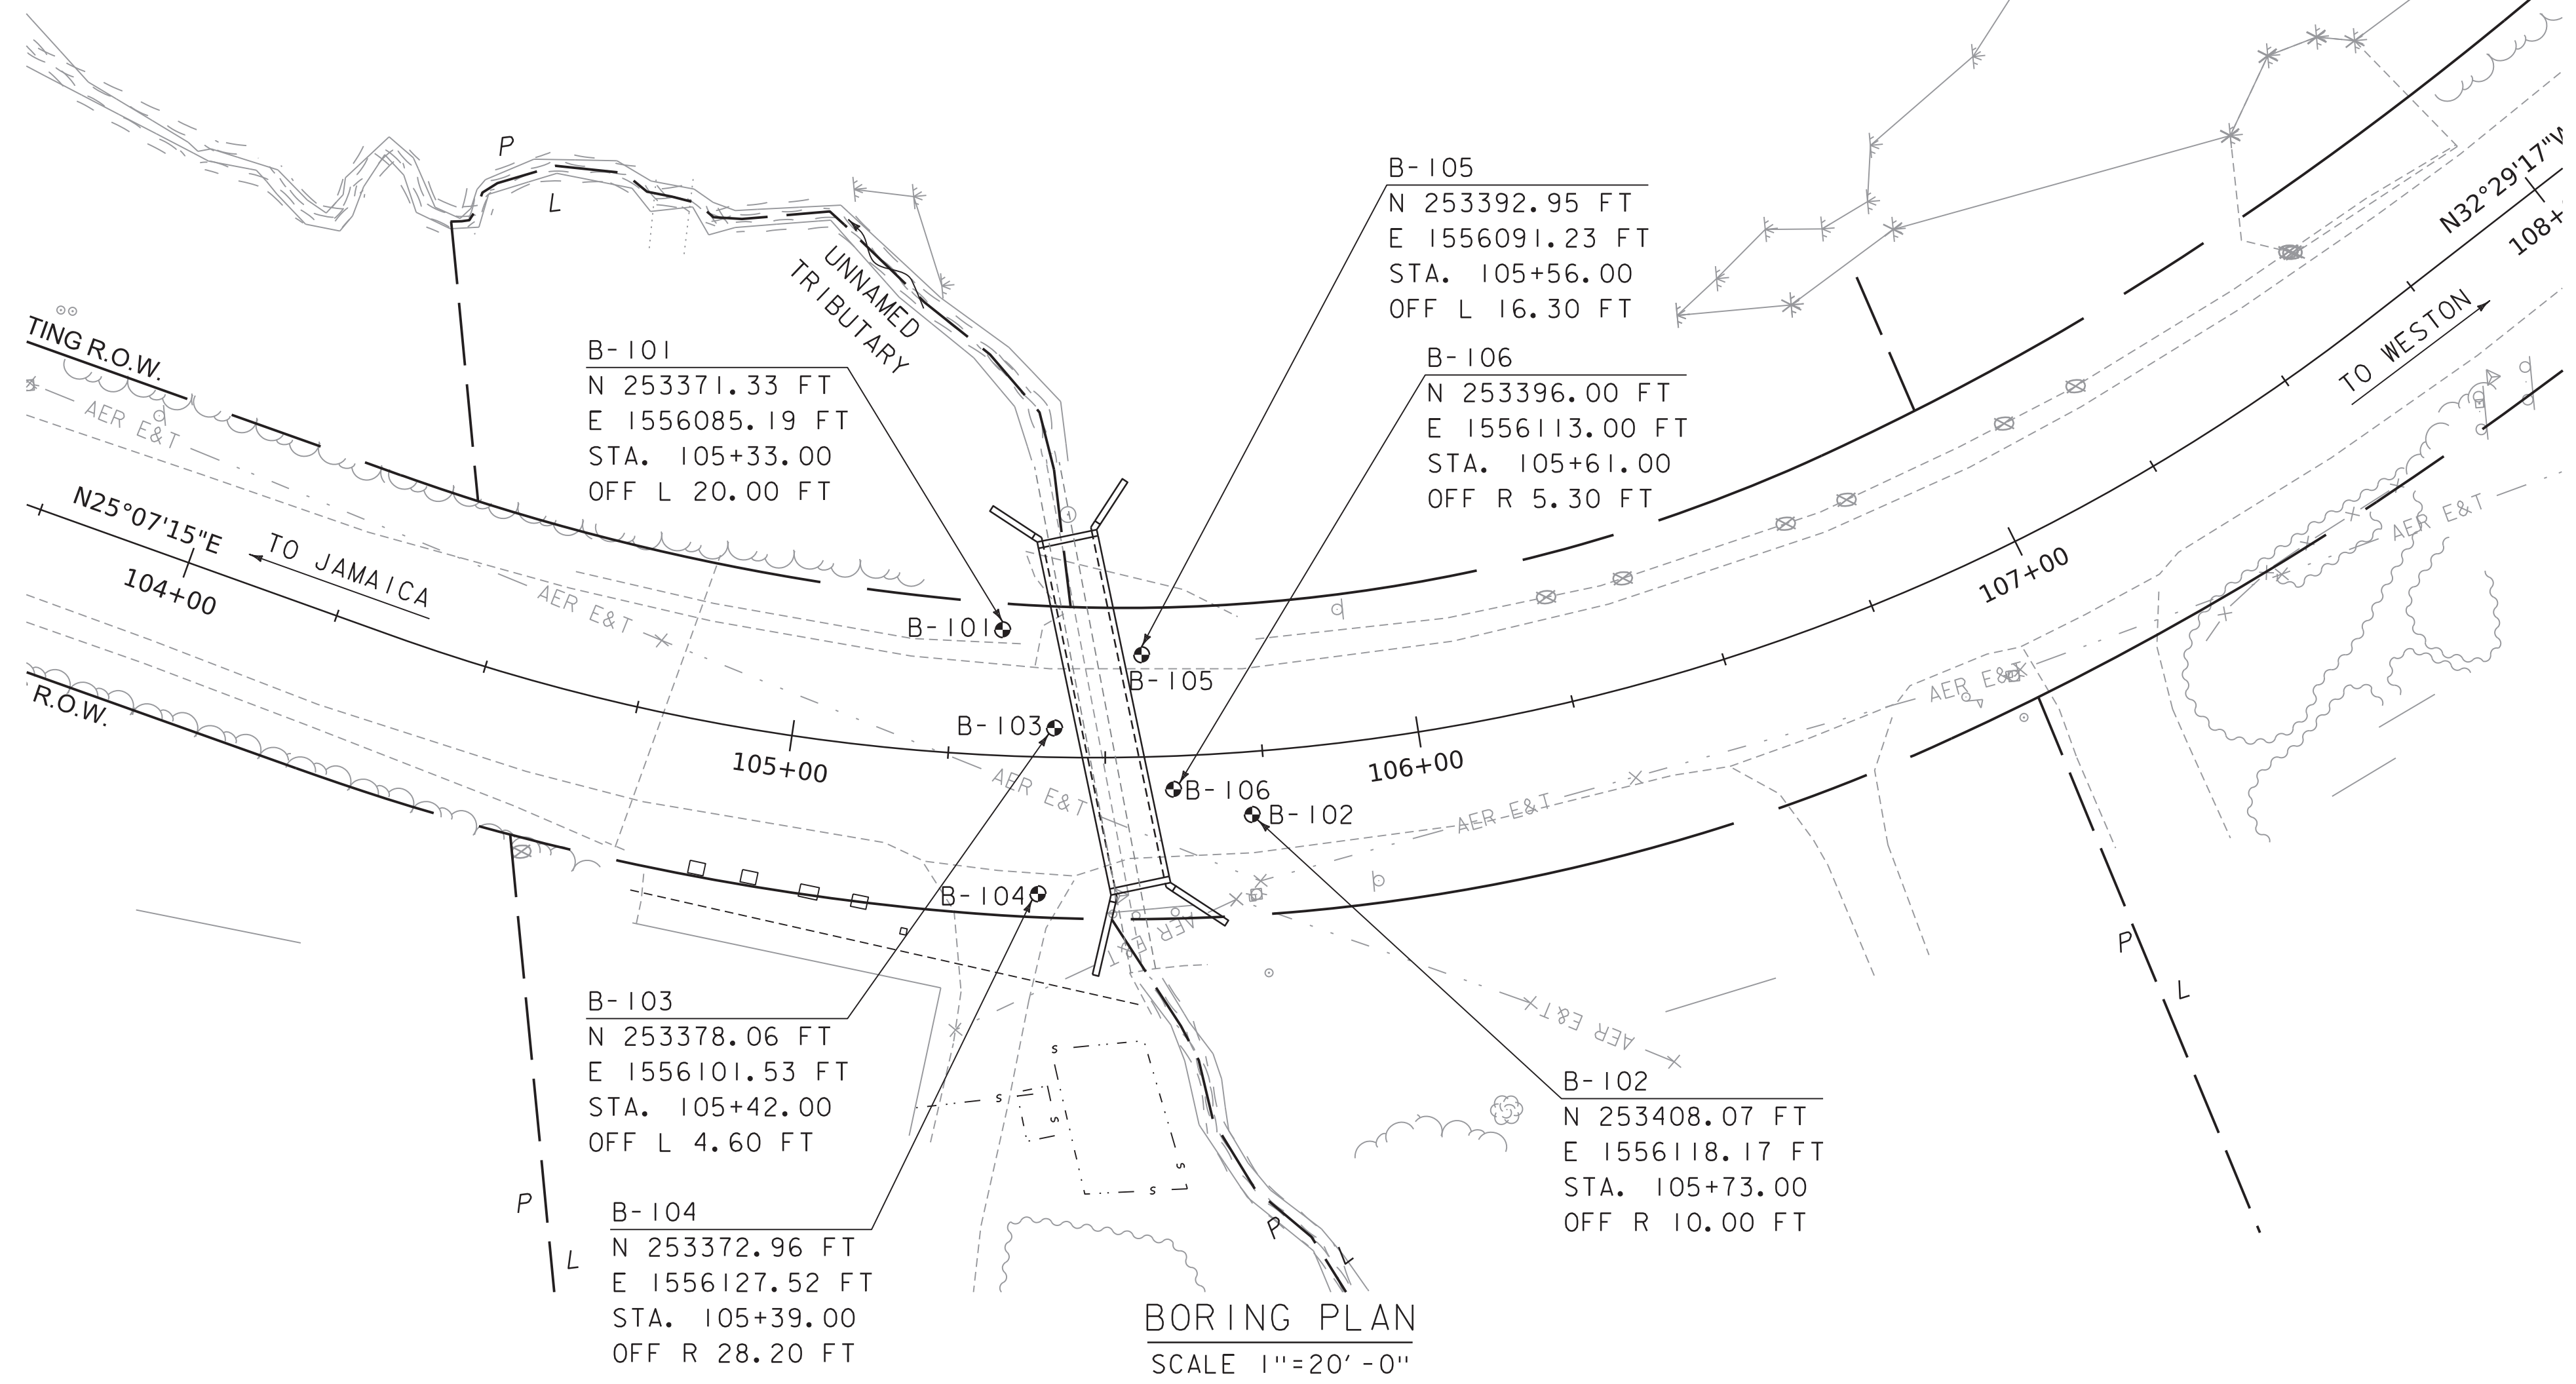 P
L
UNNAMED
TRIBUTARY
B-105
N 253392.95 FT
E 1556091.23 FT
STA. 105+56.00
OFF L 16.30 FT
B-106
N 253396.00 FT
E 1556113.00 FT
STA. 105+61.00
OFF R 5.30 FT
B-101
N 253371.33 FT
E 1556085.19 FT
STA. 105+33.00
OFF L 20.00 FT
N32°29'17"W
108+
TO WESTON
TING R.O.W.
AER E&T
N25°07'15"E
TO JAMAICA
104+00
AER E&T
AER E&T
107+00
B-101
B-105
R.O.W.
AER E&T
B-103
105+00
106+00
AER E&T
B-106
B-102
AER E&T
B-104
AER E&T
P
L
B-103
N 253378.06 FT
E 1556101.53 FT
STA. 105+42.00
OFF L 4.60 FT
AER E&T
S
S
S
S
S
B-102
N 253408.07 FT
E 1556118.17 FT
STA. 105+73.00
OFF R 10.00 FT
P
L
B-104
N 253372.96 FT
E 1556127.52 FT
STA. 105+39.00
OFF R 28.20 FT
P
L
BORING PLAN
SCALE 1"=20'-0"